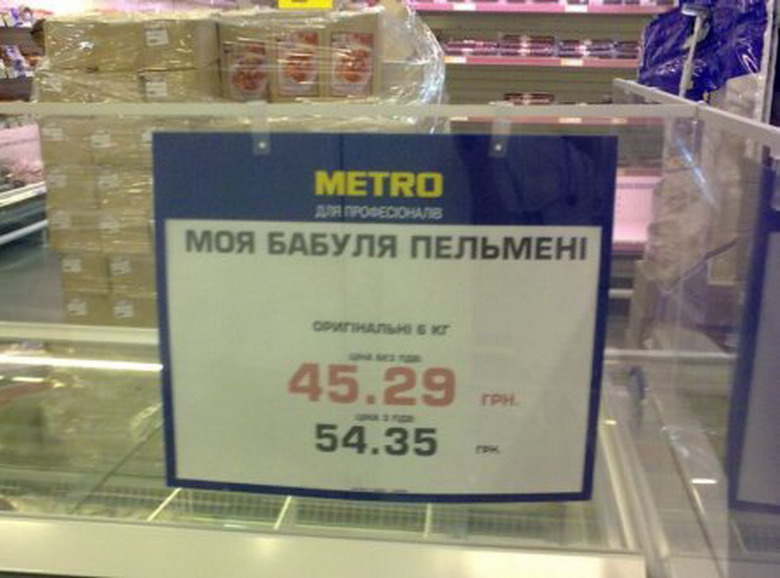 METRO
ДЛЯ ПРОФЕСІОНАЛІВ
МОЯ БАБУЛЯ ПЕЛЬМЕНІ
ОРИГІНАЛЬНІ 6 КГ
ЦІНА БЕЗ ПДВ
45.29 ГРН.
ЦІНА З ПДВ
54.35 ГРН.